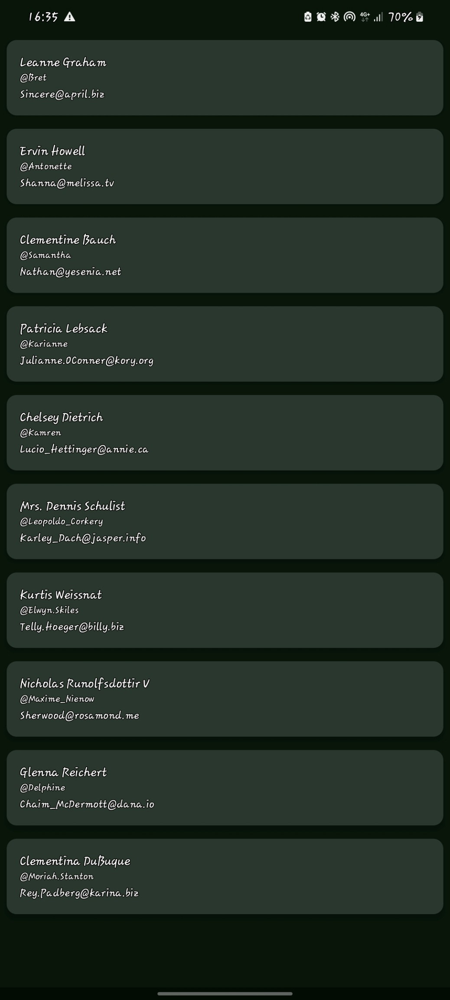 16:35 4G+ 70%
Leanne Graham
@Bret
Sincere@april.biz
Ervin Howell
@Antonette
Shanna@melissa.tv
Clementine Bauch
@Samantha
Nathan@yesenia.net
Patricia Lebsack
@Karianne
Julianne.OConner@kory.org
Chelsey Dietrich
@Kamren
Lucio_Hettinger@annie.ca
Mrs. Dennis Schulist
@Leopoldo_Corkery
Karley_Dach@jasper.info
Kurtis Weissnat
@Elwyn.Skiles
Telly.Hoeger@billy.biz
Nicholas Runolfsdottir V
@Maxime_Nienow
Sherwood@rosamond.me
Glenna Reichert
@Delphine
Chaim_McDermott@dana.io
Clementina DuBuque
@Moriah.Stanton
Rey.Padberg@karina.biz